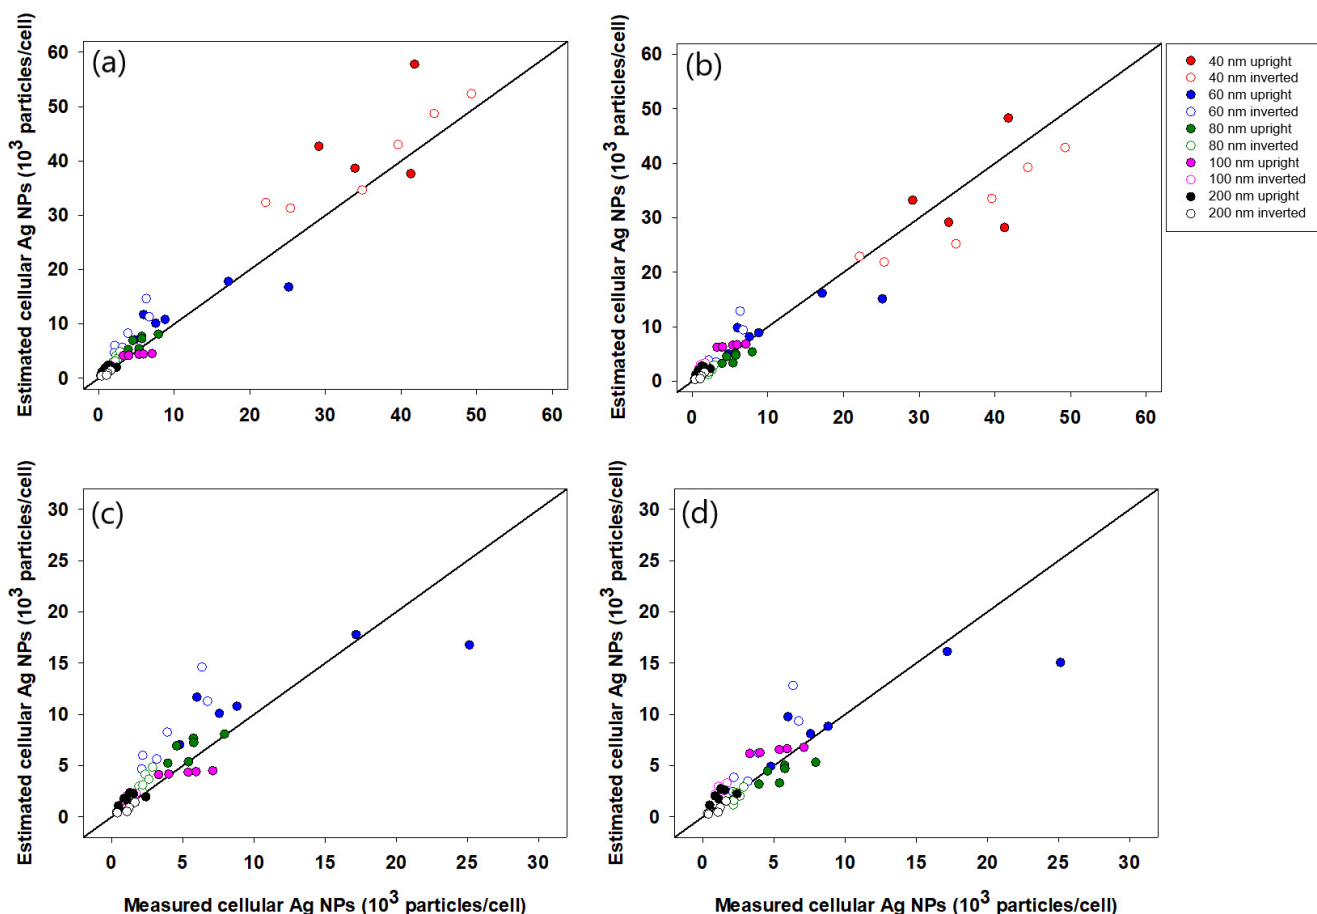 Estimated cellular Ag NPs (10³ particles/cell)
(a)
60
50
40
30
20
10
0
0 10 20 30 40 50 60
Estimated cellular Ag NPs (10³ particles/cell)
(b)
60
50
40
30
20
10
0
0 10 20 30 40 50 60
40 nm upright
40 nm inverted
60 nm upright
60 nm inverted
80 nm upright
80 nm inverted
100 nm upright
100 nm inverted
200 nm upright
200 nm inverted
Estimated cellular Ag NPs (10³ particles/cell)
(c)
30
25
20
15
10
5
0
0 5 10 15 20 25 30
Measured cellular Ag NPs (10³ particles/cell)
Estimated cellular Ag NPs (10³ particles/cell)
(d)
30
25
20
15
10
5
0
0 5 10 15 20 25 30
Measured cellular Ag NPs (10³ particles/cell)